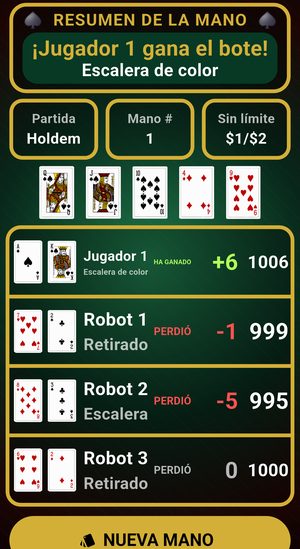 RESUMEN DE LA MANO
¡Jugador 1 gana el bote!
Escalera de color
Partida
Holdem
Mano #
1
Sin límite
$1/$2
Jugador 1
Escalera de color
HA GANADO
+6
1006
Robot 1
Retirado
PERDIÓ
-1
999
Robot 2
Escalera
PERDIÓ
-5
995
Robot 3
Retirado
PERDIÓ
0
1000
NUEVA MANO